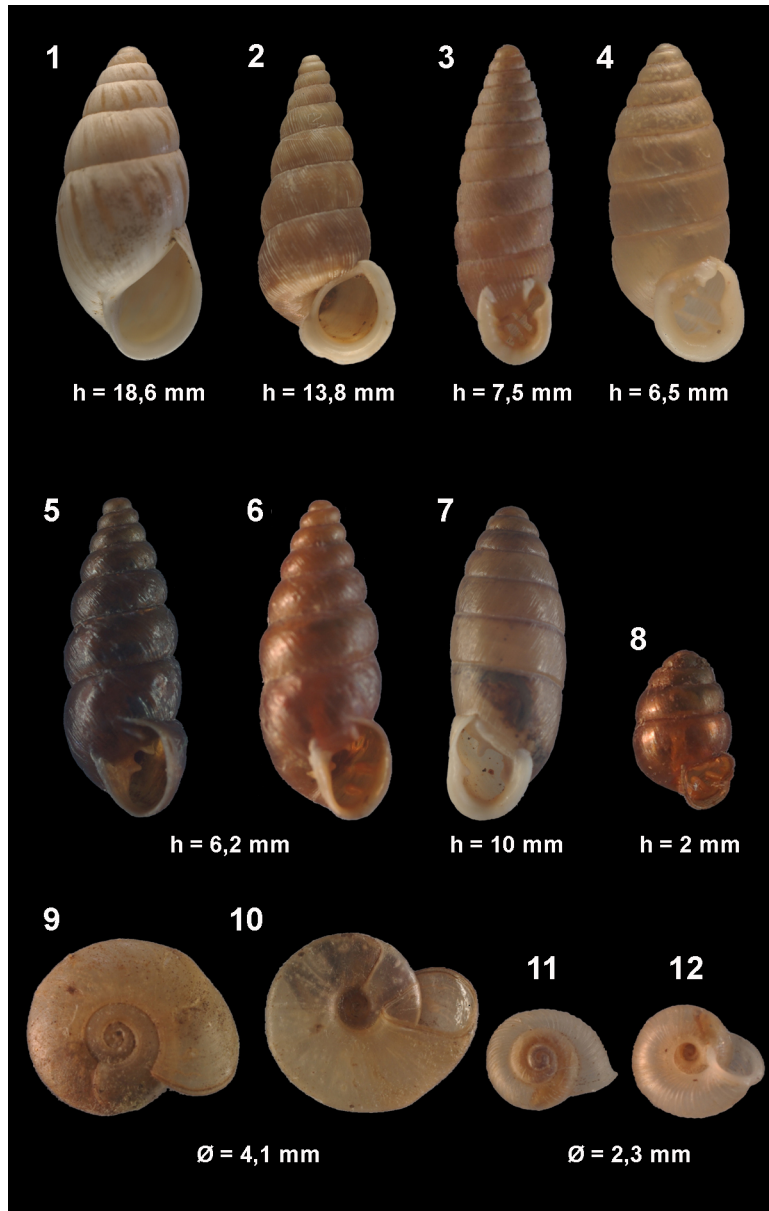 1 2 3 4
h = 18,6 mm h = 13,8 mm h = 7,5 mm h = 6,5 mm
5 6 7 8
h = 6,2 mm h = 10 mm h = 2 mm
9 10 11 12
Ø = 4,1 mm Ø = 2,3 mm